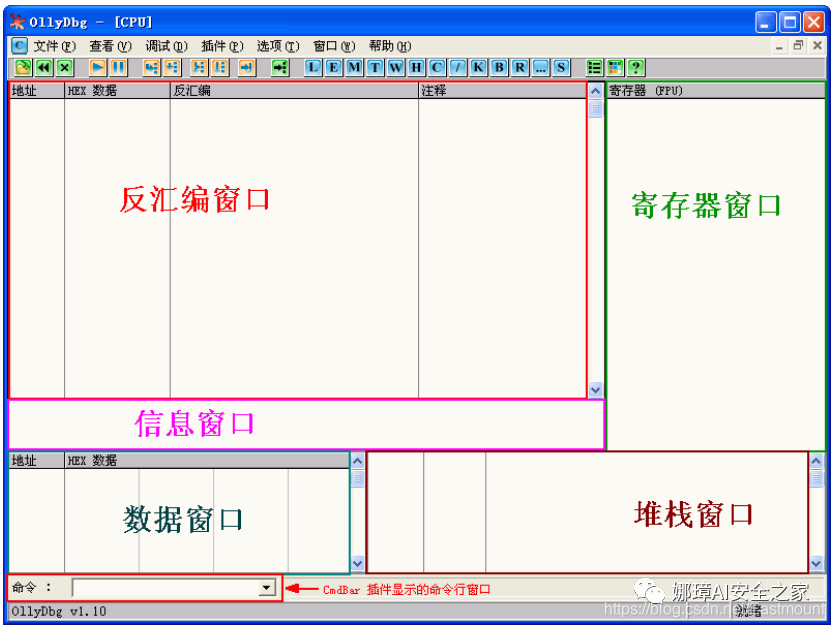 OllyDbg - [CPU]
文件(F) 查看(V) 调试(D) 插件(P) 选项(T) 窗口(W) 帮助(H)
L E M T W H C / K B R ... S ?
地址 HEX 数据 反汇编 注释 寄存器 (FPU)
反汇编窗口 寄存器窗口
信息窗口
地址 HEX 数据
数据窗口 堆栈窗口
命令 : CmdBar 插件显示的命令行窗口
娜璋AI安全之家
https://blog.csdn.net/eastmount
OllyDbg v1.10 就绪